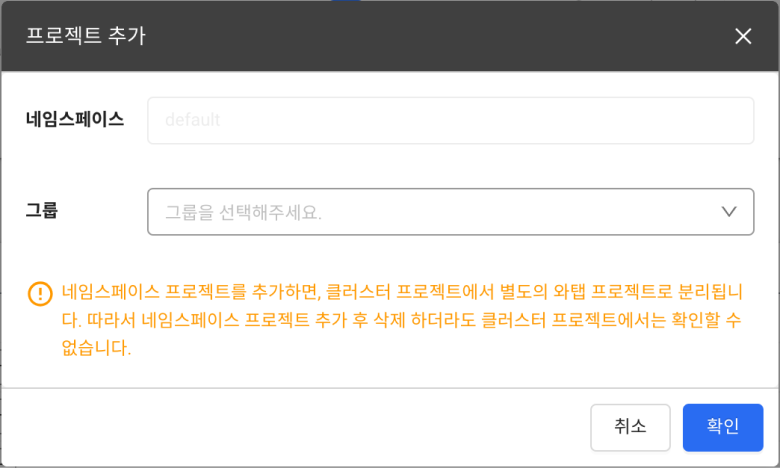 프로젝트 추가
네임스페이스
default
그룹
그룹을 선택해주세요.
네임스페이스 프로젝트를 추가하면, 클러스터 프로젝트에서 별도의 와탭 프로젝트로 분리됩니
다. 따라서 네임스페이스 프로젝트 추가 후 삭제 하더라도 클러스터 프로젝트에서는 확인할 수
없습니다.
취소
확인